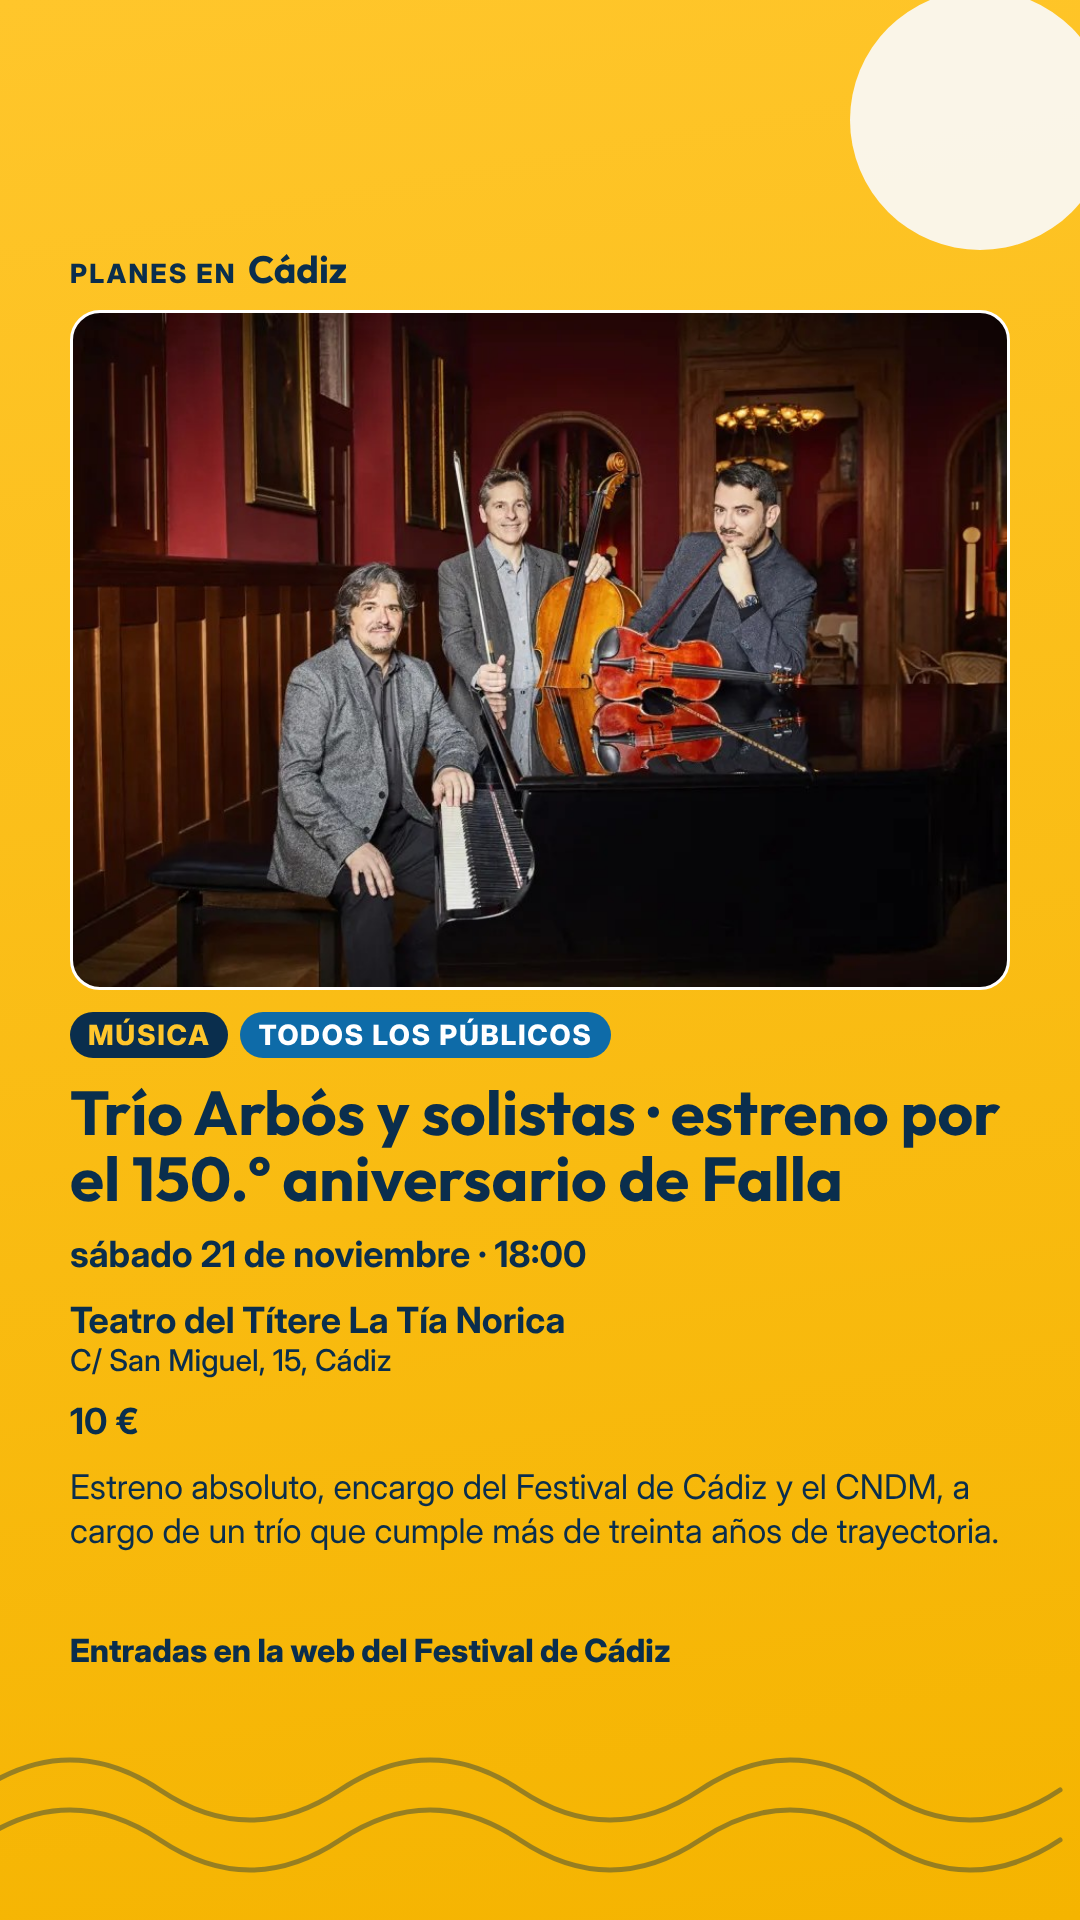 PLANES EN Cádiz
MÚSICA TODOS LOS PÚBLICOS
Trío Arbós y solistas · estreno por
el 150.º aniversario de Falla
sábado 21 de noviembre · 18:00
Teatro del Títere La Tía Norica
C/ San Miguel, 15, Cádiz
10 €
Estreno absoluto, encargo del Festival de Cádiz y el CNDM, a
cargo de un trío que cumple más de treinta años de trayectoria.
Entradas en la web del Festival de Cádiz